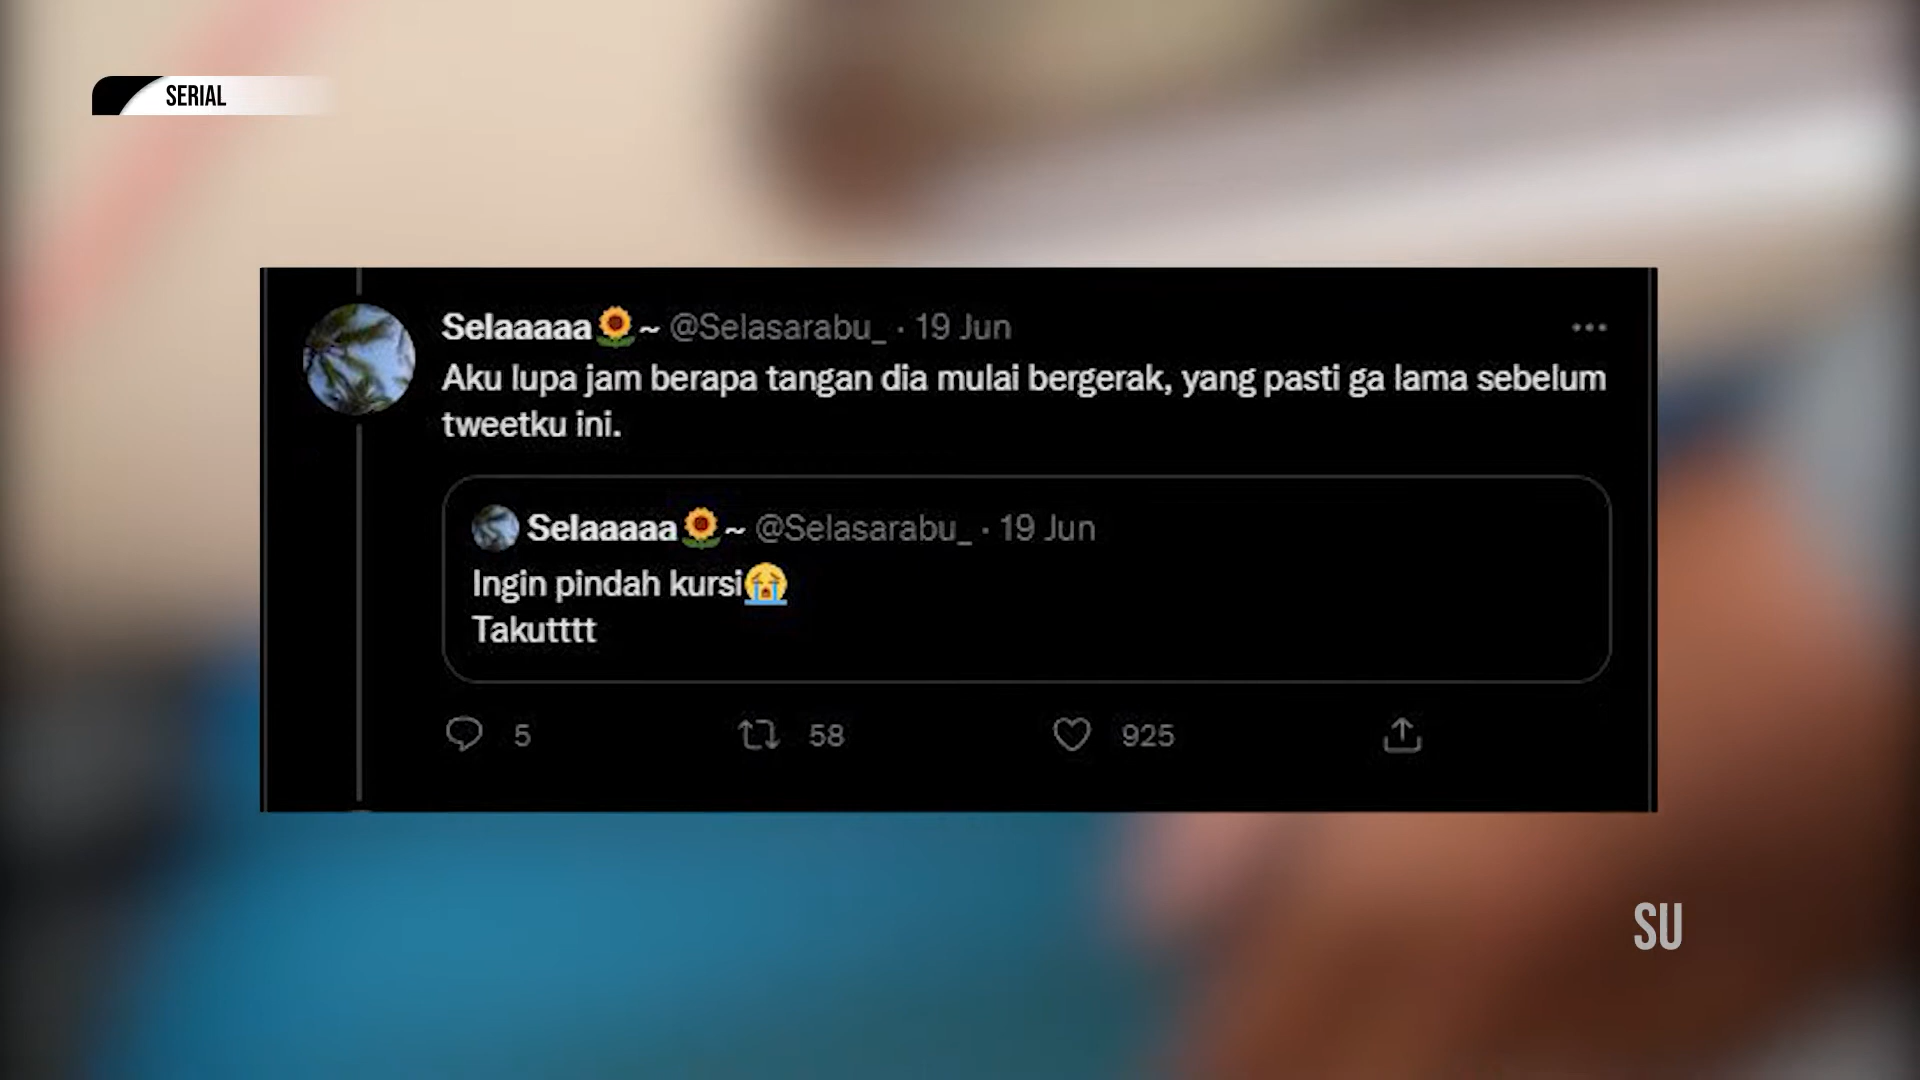 SERIAL
Selaaaaa🌻~ @Selasarabu_ · 19 Jun
Aku lupa jam berapa tangan dia mulai bergerak, yang pasti ga lama sebelum
tweetku ini.
Selaaaaa🌻~ @Selasarabu_ · 19 Jun
Ingin pindah kursi😭
Takutttt
5 58 925
SU